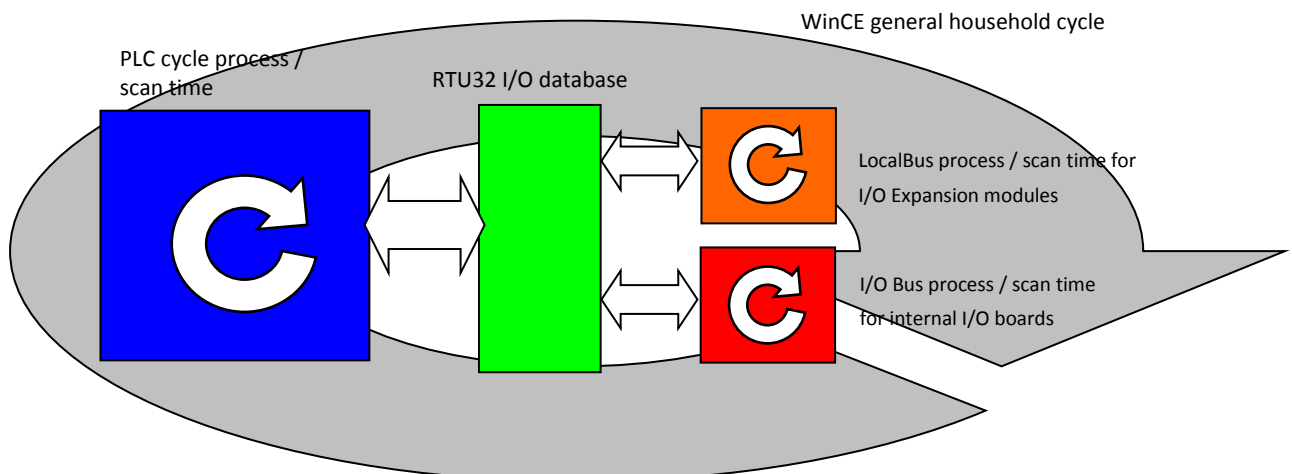 WinCE general household cycle
PLC cycle process /
scan time
RTU32 I/O database
LocalBus process / scan time for
I/O Expansion modules
I/O Bus process / scan time
for internal I/O boards